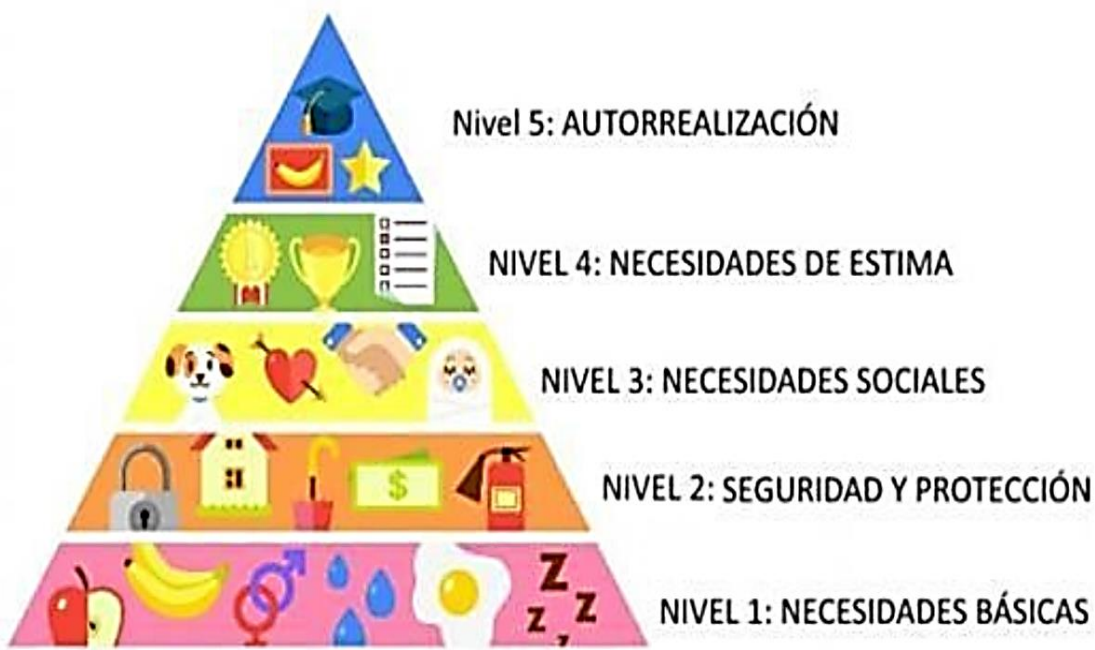 Nivel 5: AUTORREALIZACIÓN
NIVEL 4: NECESIDADES DE ESTIMA
NIVEL 3: NECESIDADES SOCIALES
NIVEL 2: SEGURIDAD Y PROTECCIÓN
$
Z
Z
Z
Z
NIVEL 1: NECESIDADES BÁSICAS